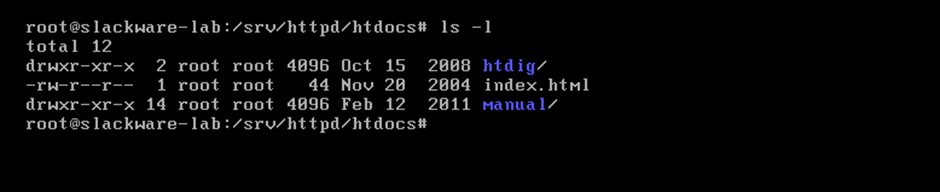 root@slackware-lab:/srv/httpd/htdocs# ls -l
total 12
drwxr-xr-x  2 root root 4096 Oct 15  2008 htdig/
-rw-r--r--  1 root root   44 Nov 20  2004 index.html
drwxr-xr-x 14 root root 4096 Feb 12  2011 manual/
root@slackware-lab:/srv/httpd/htdocs#